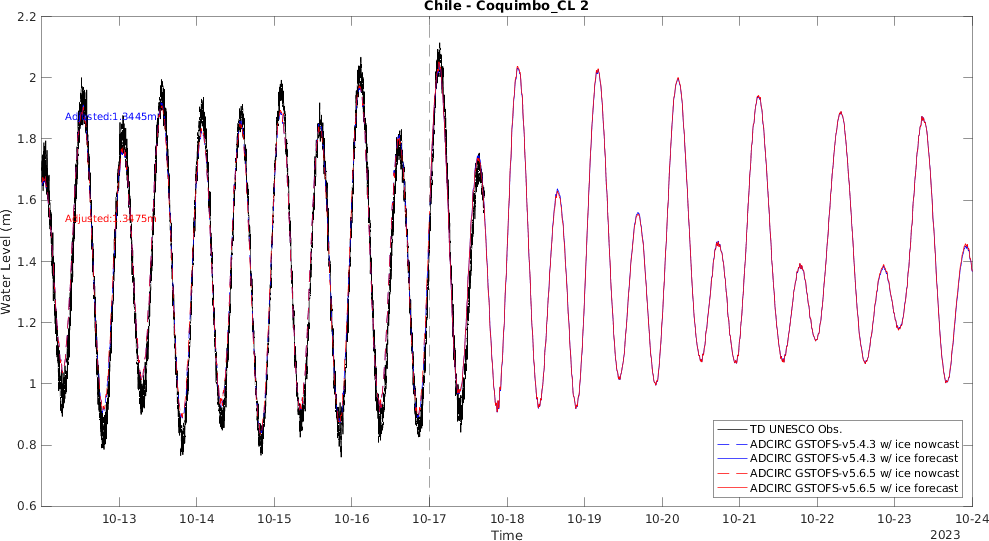 Chile - Coquimbo_CL 2
2.2
2
1.8
1.6
1.4
1.2
1
0.8
0.6
Water Level (m)
Adjusted:1.3445m
Adjusted:1.3475m
TD UNESCO Obs.
ADCIRC GSTOFS-v5.4.3 w/ ice nowcast
ADCIRC GSTOFS-v5.4.3 w/ ice forecast
ADCIRC GSTOFS-v5.6.5 w/ ice nowcast
ADCIRC GSTOFS-v5.6.5 w/ ice forecast
10-13 10-14 10-15 10-16 10-17 10-18 10-19 10-20 10-21 10-22 10-23 10-24
Time
2023